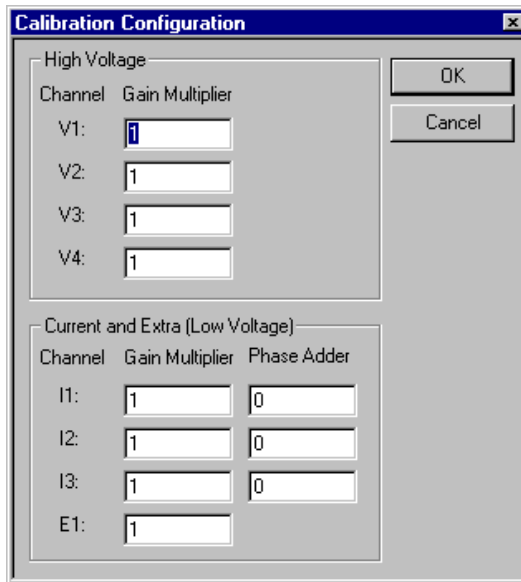 Calibration Configuration
High Voltage
Channel Gain Multiplier
V1: 1
V2: 1
V3: 1
V4: 1
OK
Cancel
Current and Extra (Low Voltage)
Channel Gain Multiplier Phase Adder
I1: 1 0
I2: 1 0
I3: 1 0
E1: 1